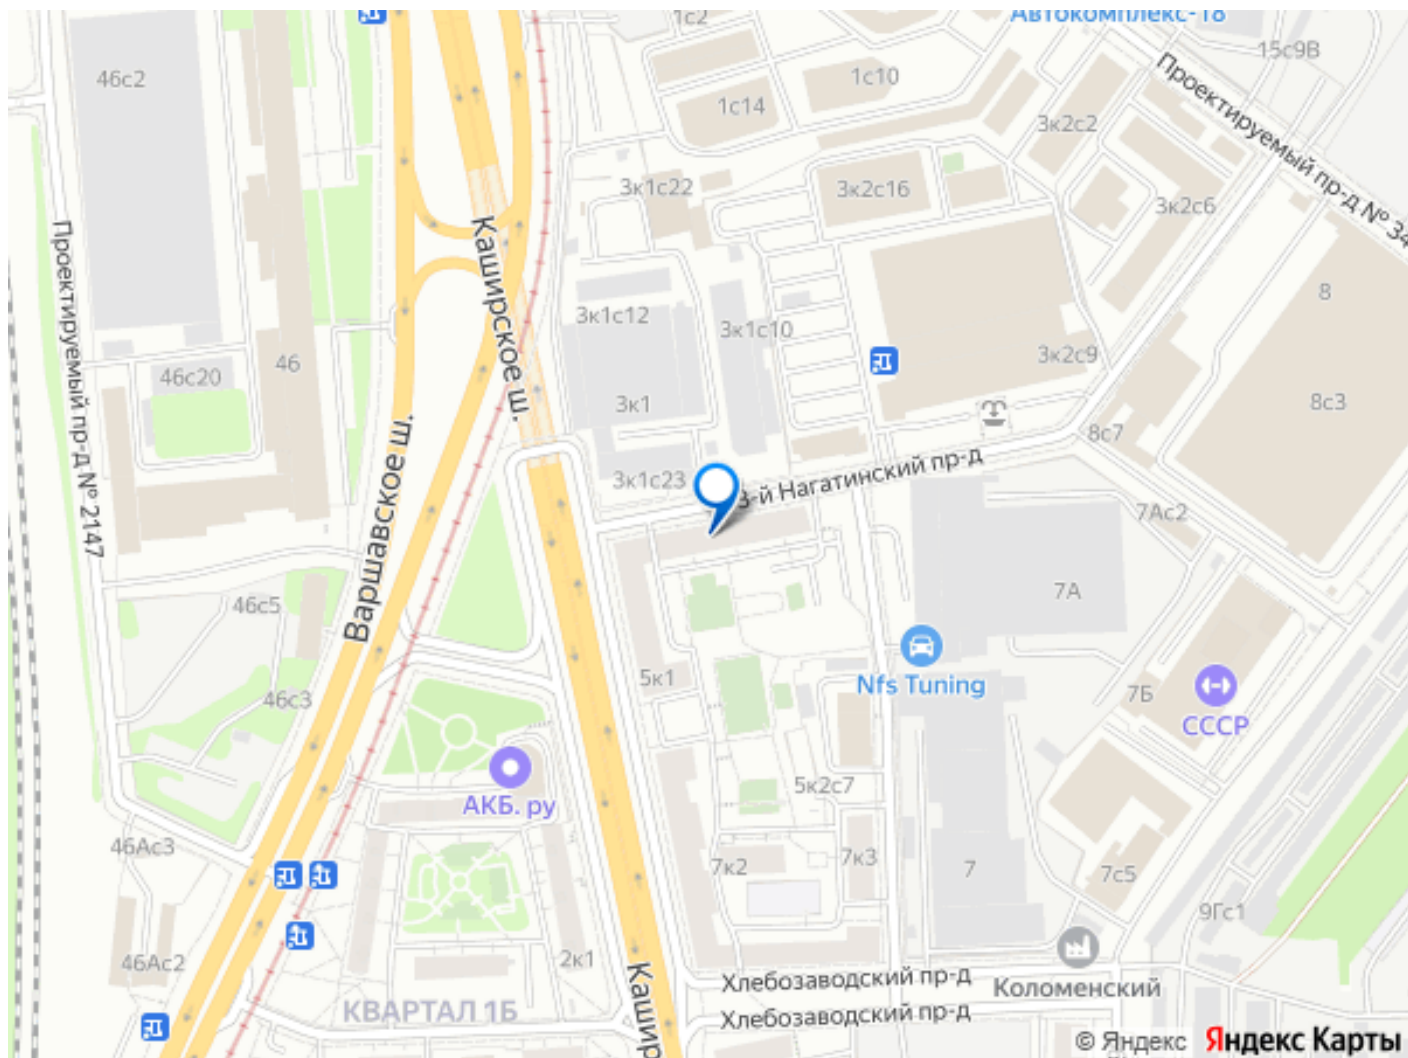 1с2
Автокомплекс-18
46с2
15с9В
1с10
1с14
Проектируемый пр-д № 34
3к2с2
3к1с22
3к2с16
3к2с6
Каширское ш.
Проектируемый пр-д № 2147
8
3к1с12
3к1с10
3к2с9
46
46с20
3к1
8с3
Варшавское ш.
8с7
3к1с23
3-й Нагатинский пр-д
7Ас2
7А
46с5
5к1
Nfs Tuning
46с3
7Б
СССР
АКБ. ру
5к2с7
46Ас3
7к2
7к3
7
7с5
9Гс1
46Ас2
2к1
Кашир
Хлебозаводский пр-д
Коломенский
КВАРТАЛ 1Б
Хлебозаводский пр-д
© Яндекс Яндекс Карты